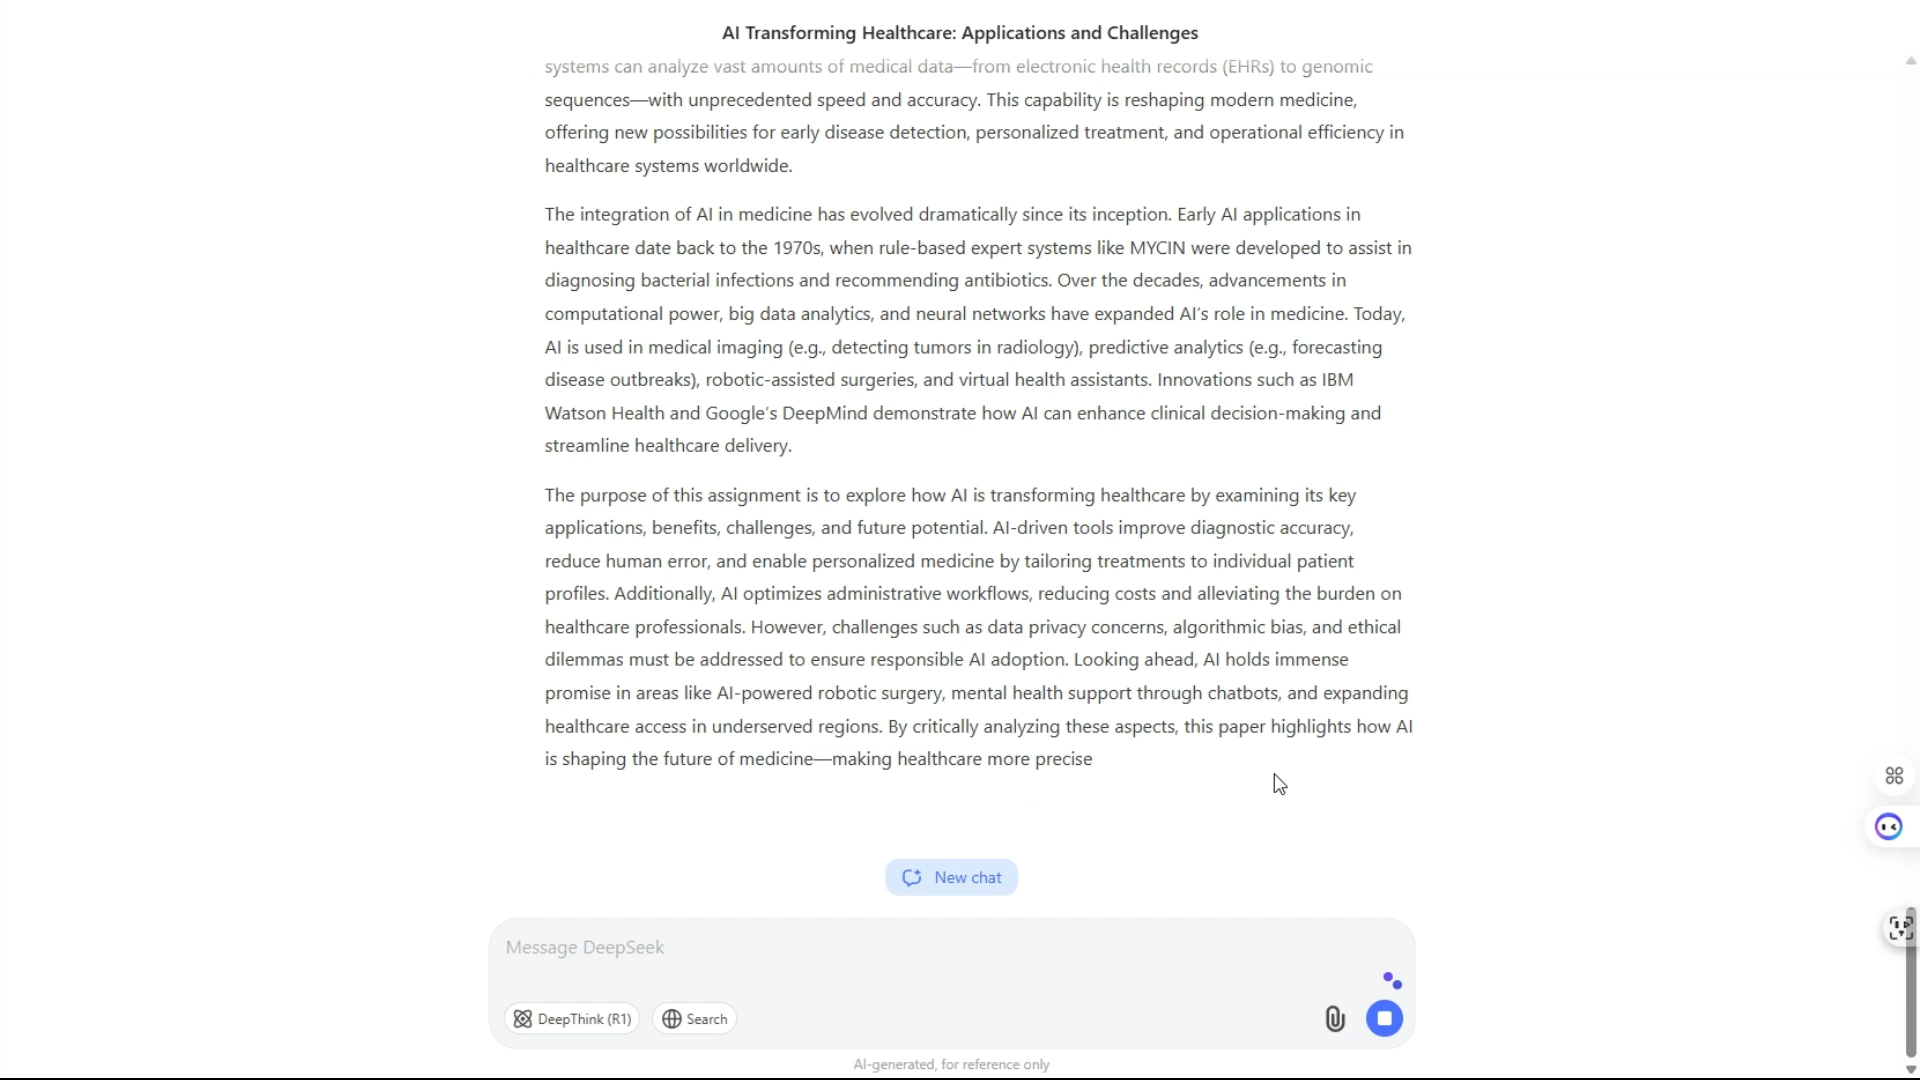 AI Transforming Healthcare: Applications and Challenges
systems can analyze vast amounts of medical data—from electronic health records (EHRs) to genomic
sequences—with unprecedented speed and accuracy. This capability is reshaping modern medicine,
offering new possibilities for early disease detection, personalized treatment, and operational efficiency in
healthcare systems worldwide.
The integration of AI in medicine has evolved dramatically since its inception. Early AI applications in
healthcare date back to the 1970s, when rule-based expert systems like MYCIN were developed to assist in
diagnosing bacterial infections and recommending antibiotics. Over the decades, advancements in
computational power, big data analytics, and neural networks have expanded AI's role in medicine. Today,
AI is used in medical imaging (e.g., detecting tumors in radiology), predictive analytics (e.g., forecasting
disease outbreaks), robotic-assisted surgeries, and virtual health assistants. Innovations such as IBM
Watson Health and Google's DeepMind demonstrate how AI can enhance clinical decision-making and
streamline healthcare delivery.
The purpose of this assignment is to explore how AI is transforming healthcare by examining its key
applications, benefits, challenges, and future potential. AI-driven tools improve diagnostic accuracy,
reduce human error, and enable personalized medicine by tailoring treatments to individual patient
profiles. Additionally, AI optimizes administrative workflows, reducing costs and alleviating the burden on
healthcare professionals. However, challenges such as data privacy concerns, algorithmic bias, and ethical
dilemmas must be addressed to ensure responsible AI adoption. Looking ahead, AI holds immense
promise in areas like AI-powered robotic surgery, mental health support through chatbots, and expanding
healthcare access in underserved regions. By critically analyzing these aspects, this paper highlights how AI
is shaping the future of medicine—making healthcare more precise
New chat
Message DeepSeek
DeepThink (R1)
Search
AI-generated, for reference only